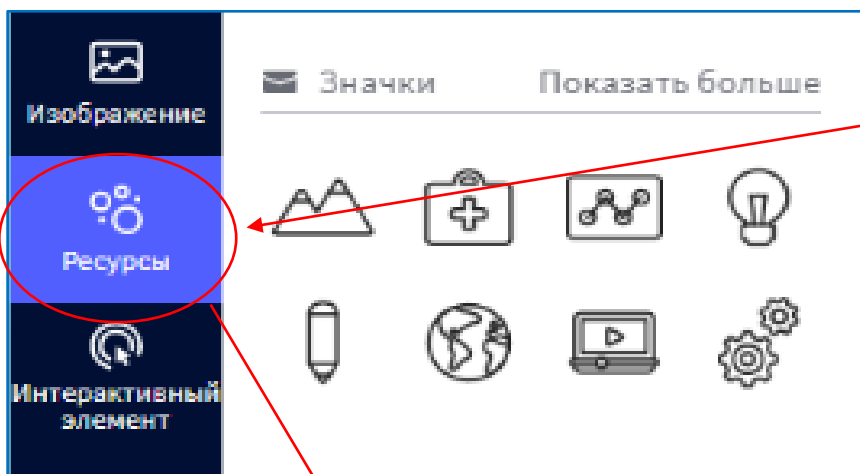 Изображение
Значки
Показать больше
Ресурсы
Интерактивный
элемент